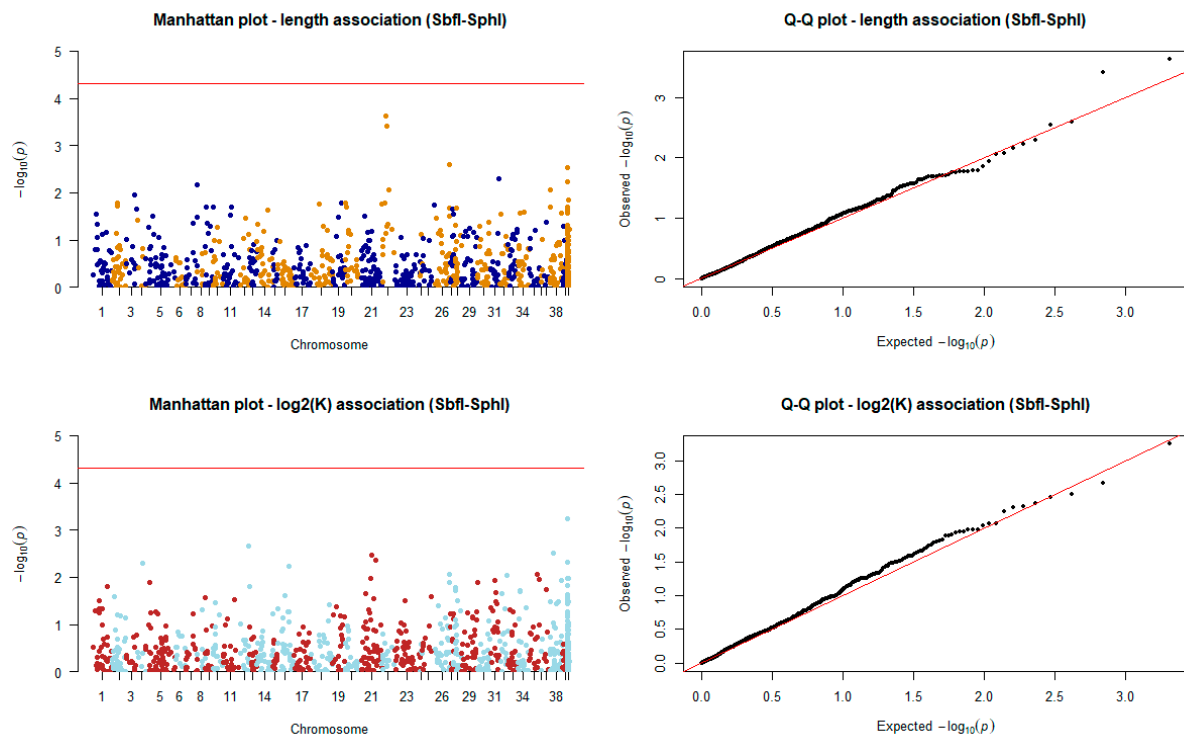 Manhattan plot - length association (SbfI-SphI)
−log₁₀(p)
5
4
3
2
1
0
1 3 5 6 8 11 14 17 19 21 23 26 29 31 34 38
Chromosome
Q-Q plot - length association (SbfI-SphI)
Observed −log₁₀(p)
3
2
1
0
0.0 0.5 1.0 1.5 2.0 2.5 3.0
Expected −log₁₀(p)
Manhattan plot - log2(K) association (SbfI-SphI)
−log₁₀(p)
5
4
3
2
1
0
1 3 5 6 8 11 14 17 19 21 23 26 29 31 34 38
Chromosome
Q-Q plot - log2(K) association (SbfI-SphI)
Observed −log₁₀(p)
3.0
2.5
2.0
1.5
1.0
0.5
0.0
0.0 0.5 1.0 1.5 2.0 2.5 3.0
Expected −log₁₀(p)